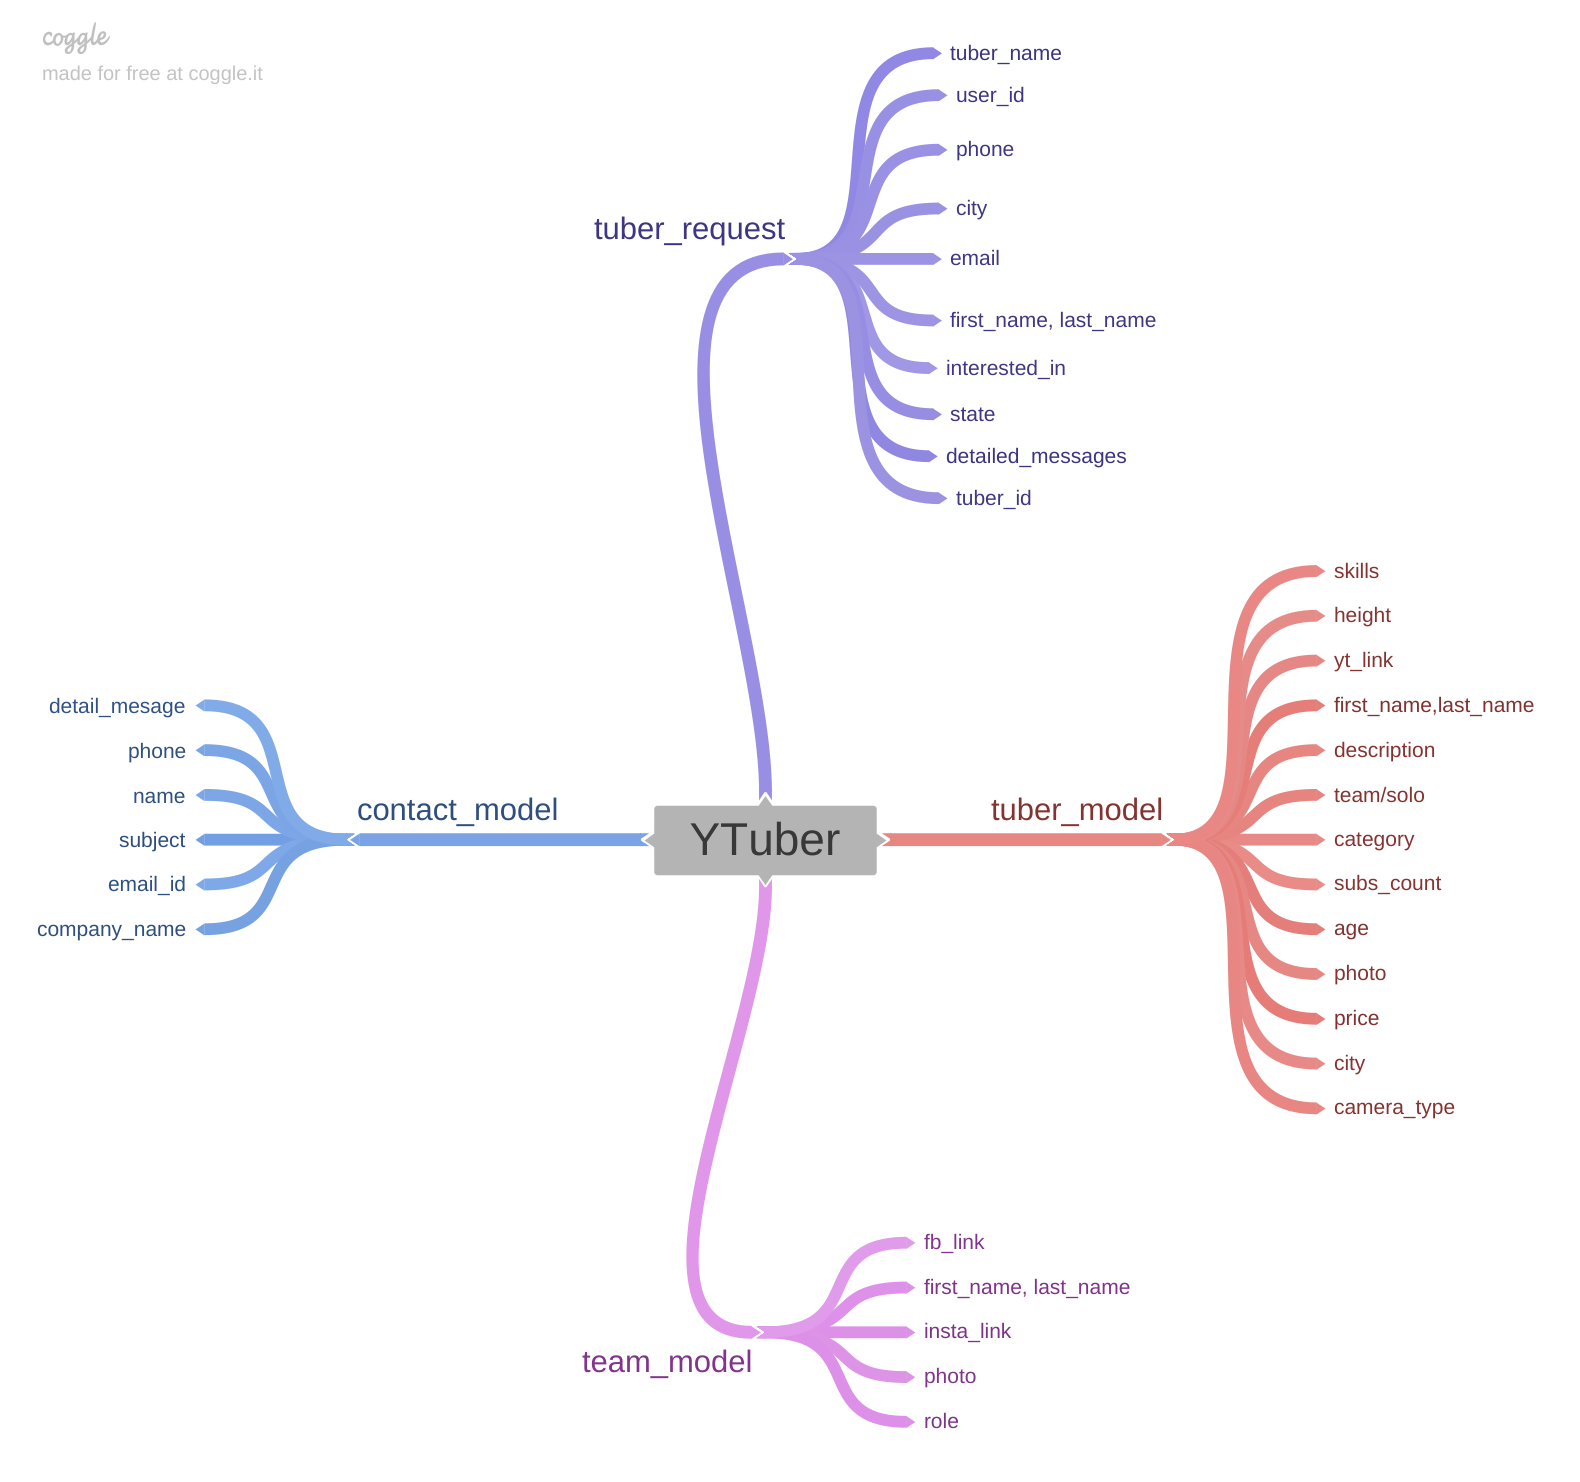 coggle
made for free at coggle.it
tuber_name
user_id
phone
city
tuber_request
email
first_name, last_name
interested_in
state
detailed_messages
tuber_id
skills
height
yt_link
first_name,last_name
description
team/solo
tuber_model
category
subs_count
age
photo
price
city
camera_type
detail_mesage
phone
name
contact_model
subject
email_id
company_name
YTuber
fb_link
first_name, last_name
insta_link
team_model
photo
role